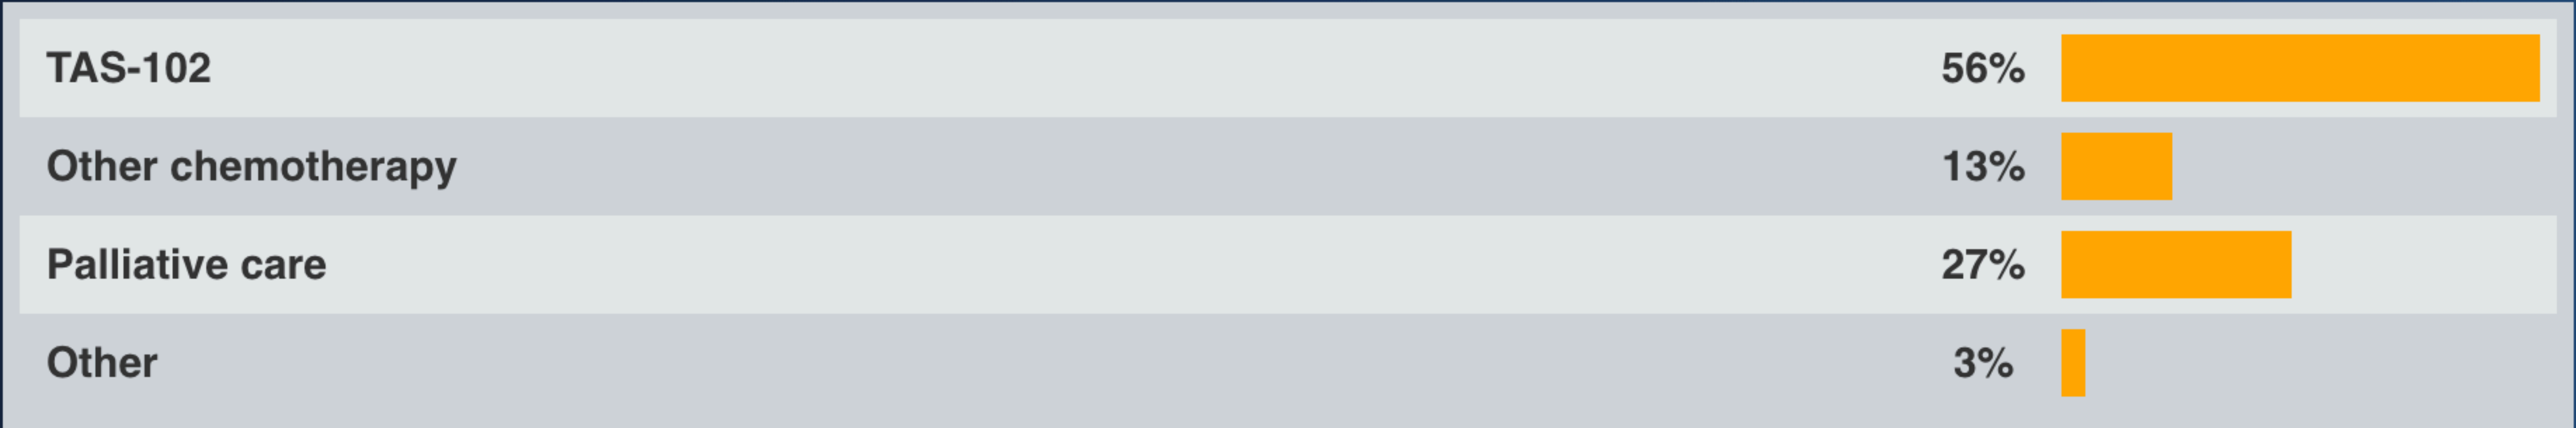 TAS-102 56%
Other chemotherapy 13%
Palliative care 27%
Other 3%